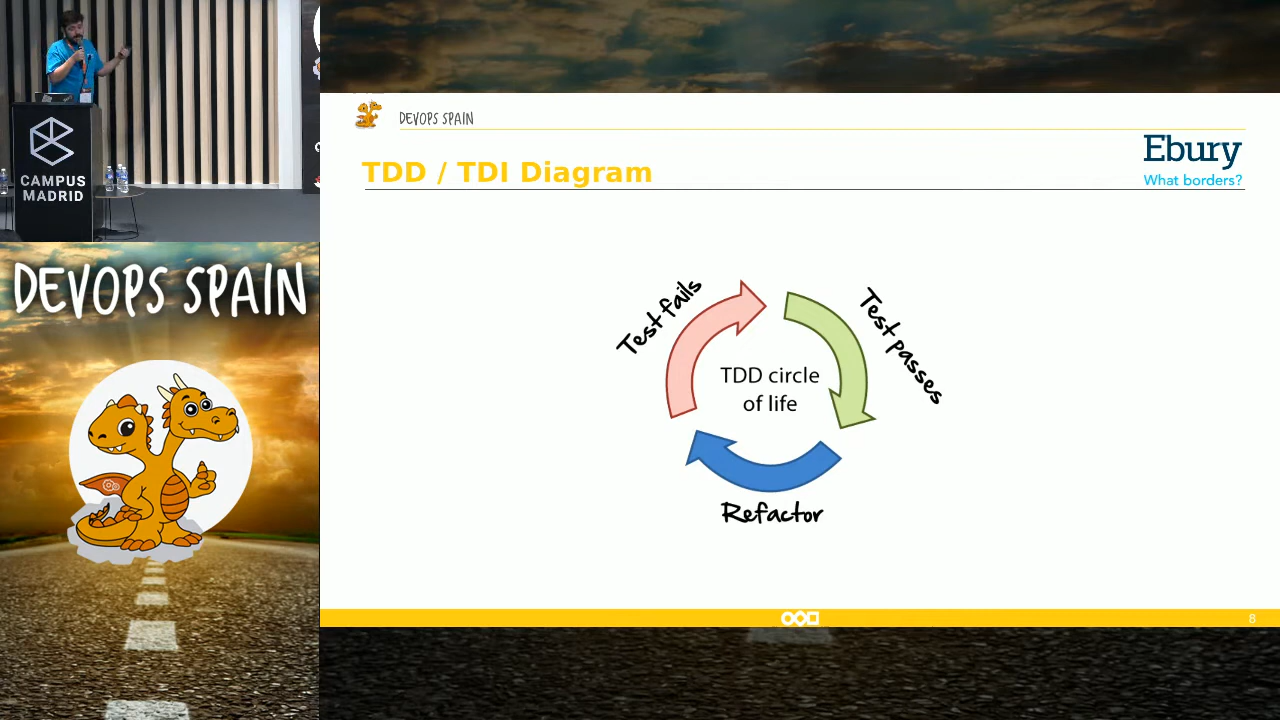 CAMPUS
MADRID
DEVOPS SPAIN
DEVOPS SPAIN
TDD / TDI Diagram
Ebury
What borders?
Test fails
Test passes
TDD circle
of life
Refactor
8